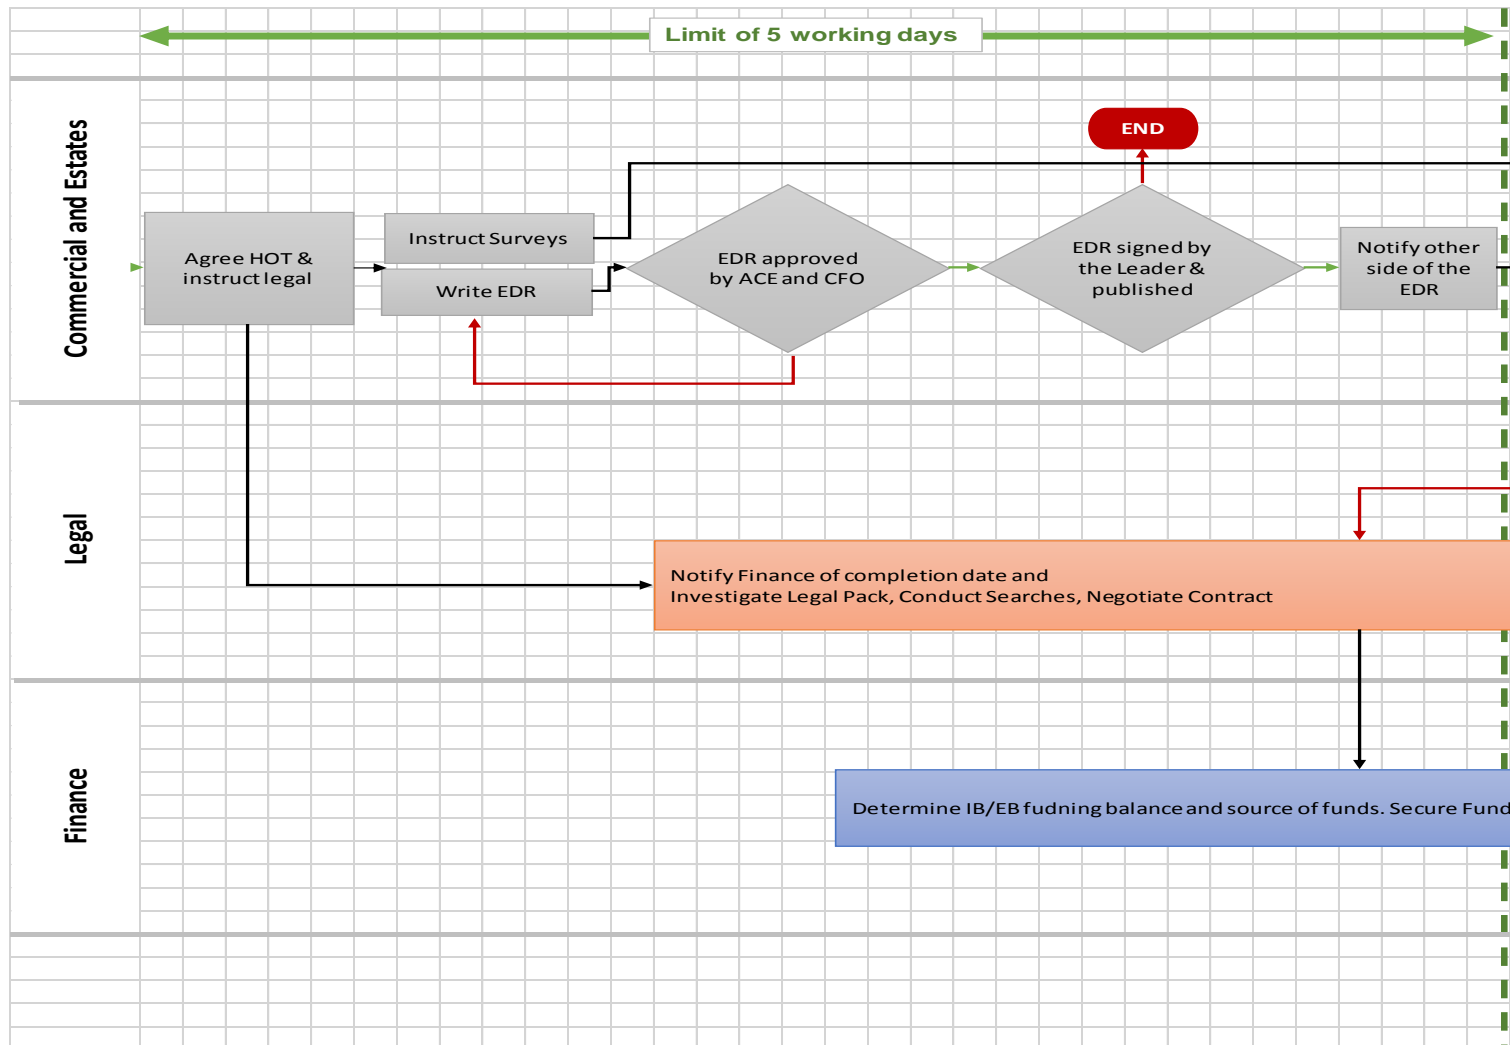 Limit of 5 working days
Commercial and Estates
END
Agree HOT &
instruct legal
Instruct Surveys
Write EDR
EDR approved
by ACE and CFO
EDR signed by
the Leader &
published
Notify other
side of the
EDR
Legal
Notify Finance of completion date and
Investigate Legal Pack, Conduct Searches, Negotiate Contract
Finance
Determine IB/EB fudning balance and source of funds. Secure Fund